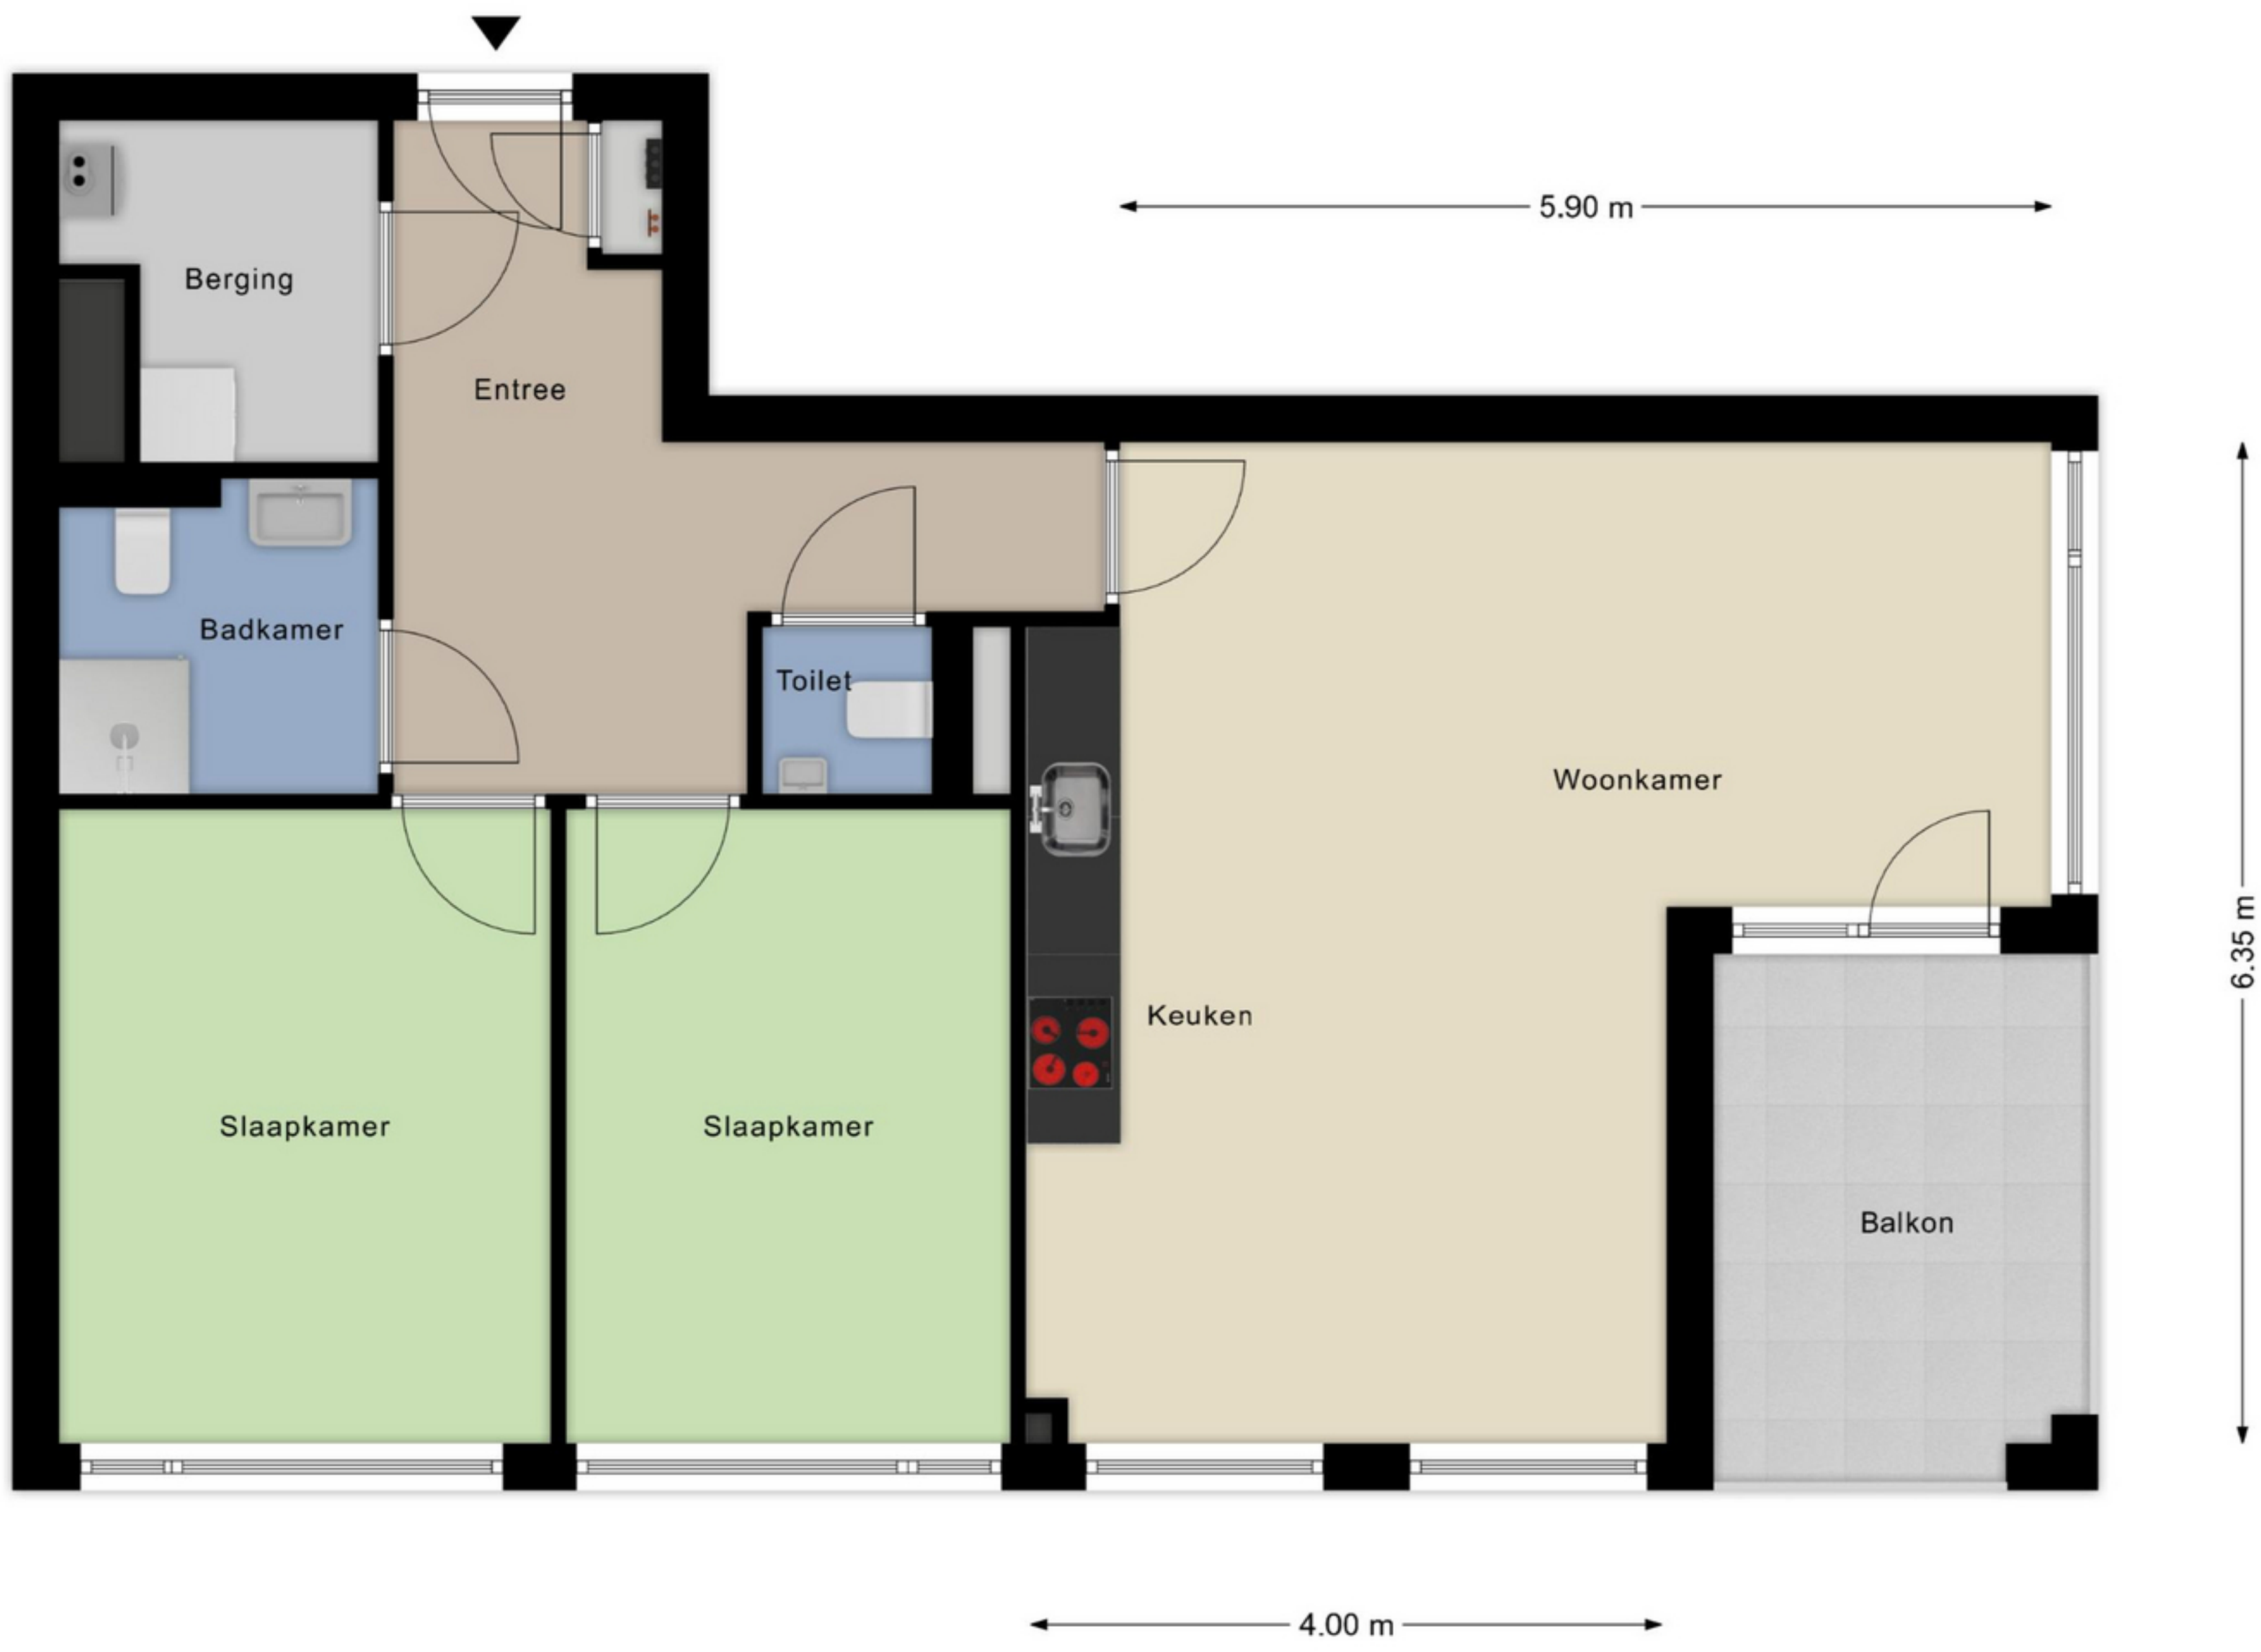 5.90 m
Berging
Entree
Badkamer
Toilet
Woonkamer
6.35 m
Keuken
Slaapkamer
Slaapkamer
Balkon
4.00 m